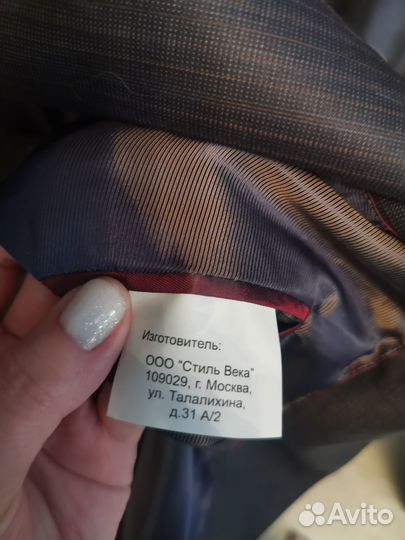 Изготовитель:
ООО "Стиль Века"
109029, г. Москва,
ул. Талалихина,
д.31 А/2
Avito